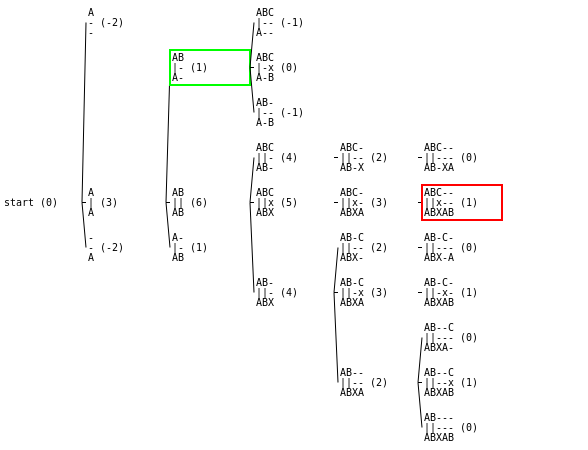 start (0)
A
- (-2)
-
A
| (3)
A
-
- (-2)
A
AB
|- (1)
A-
AB
|| (6)
AB
A-
|- (1)
AB
ABC
|-- (-1)
A--
ABC
|-x (0)
A-B
AB-
|-- (-1)
A-B
ABC
||- (4)
AB-
ABC
||x (5)
ABX
AB-
||- (4)
ABX
ABC-
||-- (2)
AB-X
ABC-
||x- (3)
ABXA
AB-C
||-- (2)
ABX-
AB-C
||-x (3)
ABXA
AB--
||-- (2)
ABXA
ABC--
||--- (0)
AB-XA
ABC--
||x-- (1)
ABXAB
AB-C-
||--- (0)
ABX-A
AB-C-
||-x- (1)
ABXAB
AB--C
||--- (0)
ABXA-
AB--C
||--x (1)
ABXAB
AB---
||--- (0)
ABXAB